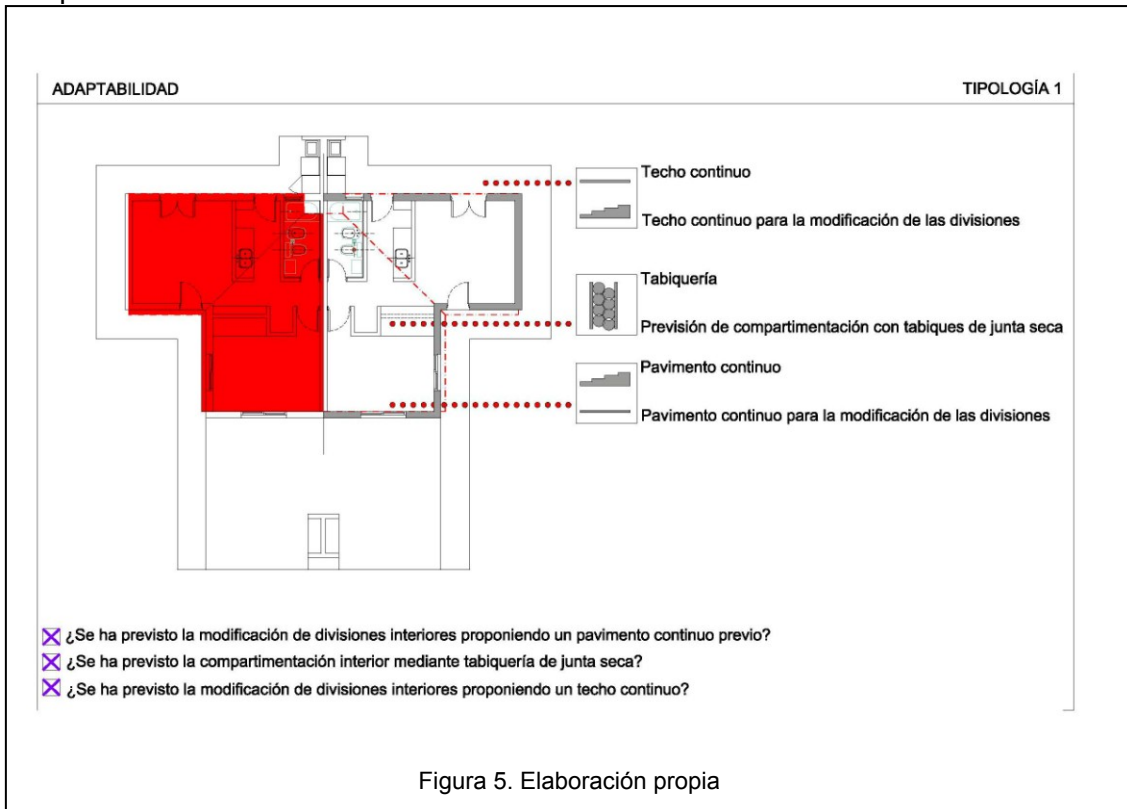 ADAPTABILIDAD
TIPOLOGÍA 1
Techo continuo
Techo continuo para la modificación de las divisiones
Tabiquería
Previsión de compartimentación con tabiques de junta seca
Pavimento continuo
Pavimento continuo para la modificación de las divisiones
¿Se ha previsto la modificación de divisiones interiores proponiendo un pavimento continuo previo?
¿Se ha previsto la compartimentación interior mediante tabiquería de junta seca?
¿Se ha previsto la modificación de divisiones interiores proponiendo un techo continuo?
Figura 5. Elaboración propia